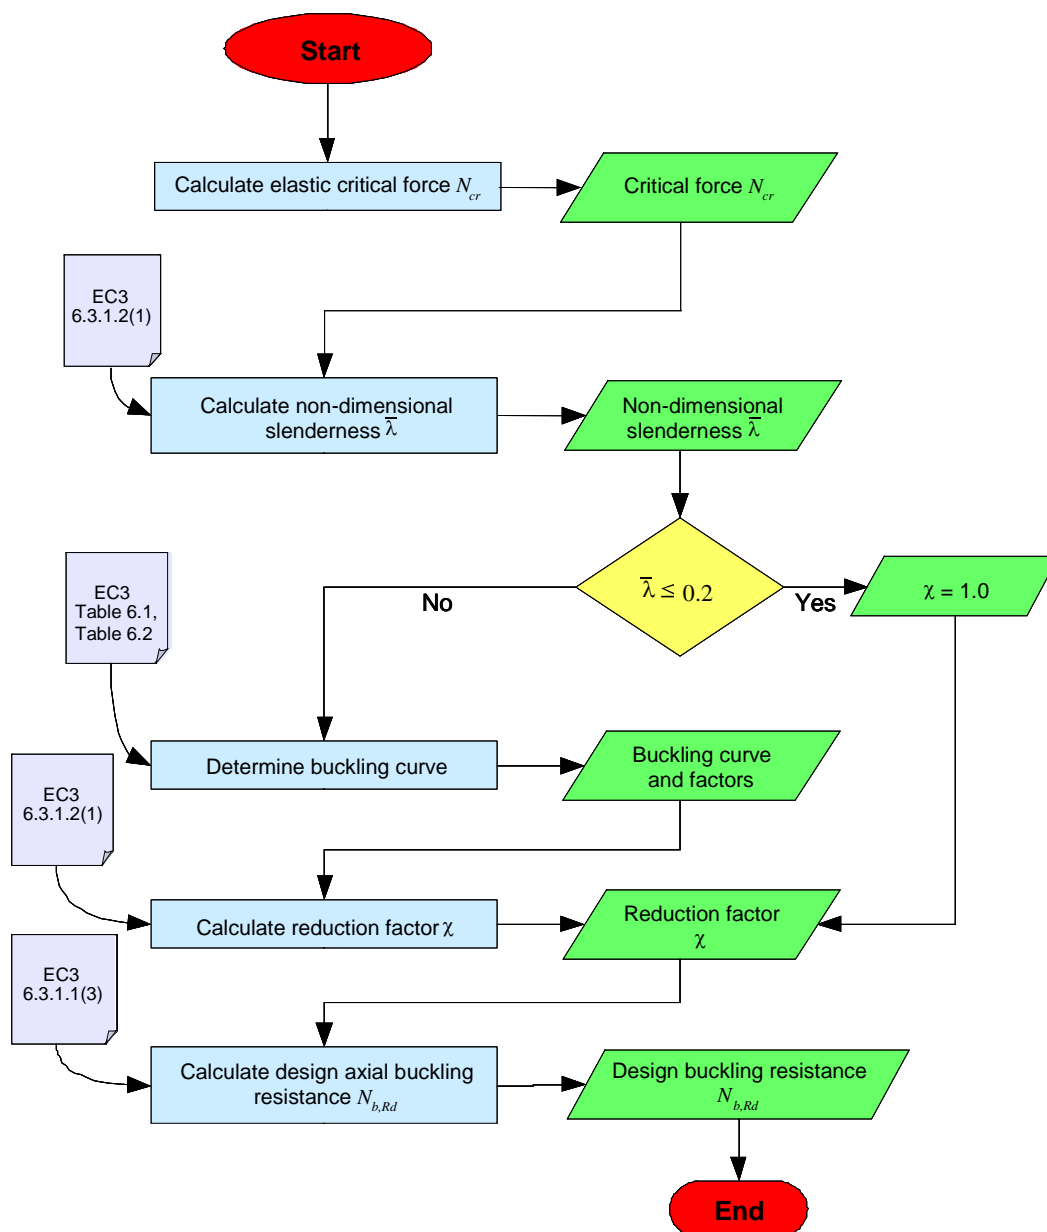 Start
Calculate elastic critical force N_cr
Critical force N_cr
EC3
6.3.1.2(1)
Calculate non-dimensional
slenderness λ̅
Non-dimensional
slenderness λ̅
λ̅ ≤ 0.2
No
Yes
χ = 1.0
EC3
Table 6.1,
Table 6.2
Determine buckling curve
Buckling curve
and factors
EC3
6.3.1.2(1)
Calculate reduction factor χ
Reduction factor
χ
EC3
6.3.1.1(3)
Calculate design axial buckling
resistance N_b,Rd
Design buckling resistance
N_b,Rd
End